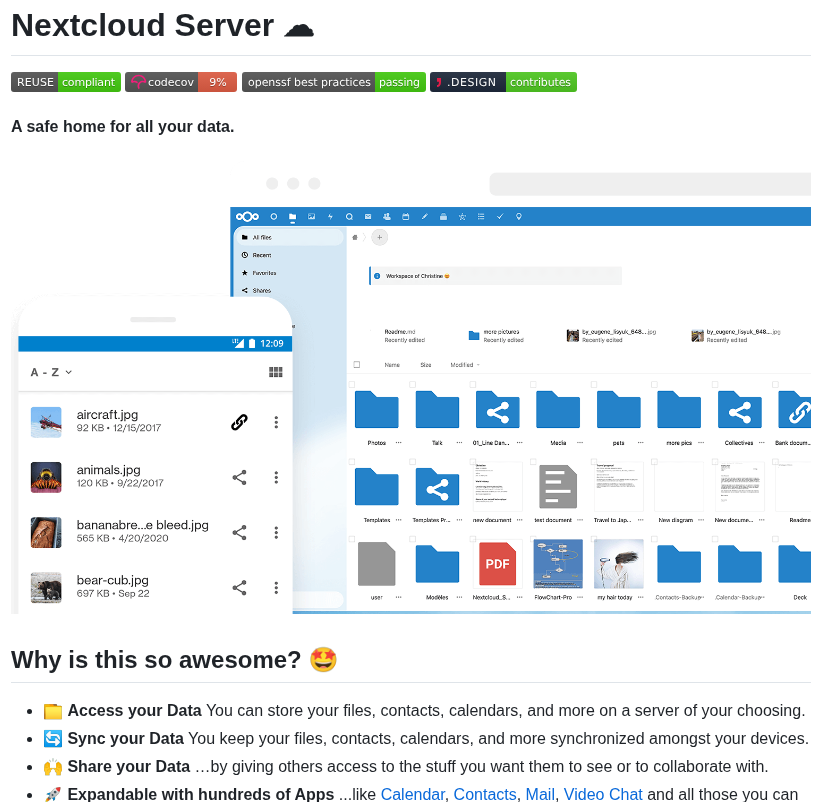 Nextcloud Server ☁
REUSE compliant codecov 9% openssf best practices passing .DESIGN contributes
A safe home for all your data.
All files
Recent
Favorites
Shares
Workspace of Christine 😊
Readme.md
Recently edited
more pictures
Recently edited
by_eugene_lisyuk_648....jpg
Recently edited
by_eugene_lisyuk_648....jpg
Recently edited
Name Size Modified
Photos Talk 01_Line Dan... Media pets more pics Collectives Bank docum...
Templates Templates Pr... new document test document Travel to Jap... New diagram New docume... Readme
PDF
user Modèles Nextcloud_S... FlowChart-Pro my hair today .Contacts-Backup .Calendar-Backup Deck
LTE 12:09
A - Z
aircraft.jpg
92 KB • 12/15/2017
animals.jpg
120 KB • 9/22/2017
bananabre...e bleed.jpg
565 KB • 4/20/2020
bear-cub.jpg
697 KB • Sep 22
Why is this so awesome? 🤩
• 📁 Access your Data You can store your files, contacts, calendars, and more on a server of your choosing.
• 🔄 Sync your Data You keep your files, contacts, calendars, and more synchronized amongst your devices.
• 🙌 Share your Data …by giving others access to the stuff you want them to see or to collaborate with.
• 🚀 Expandable with hundreds of Apps ...like Calendar, Contacts, Mail, Video Chat and all those you can